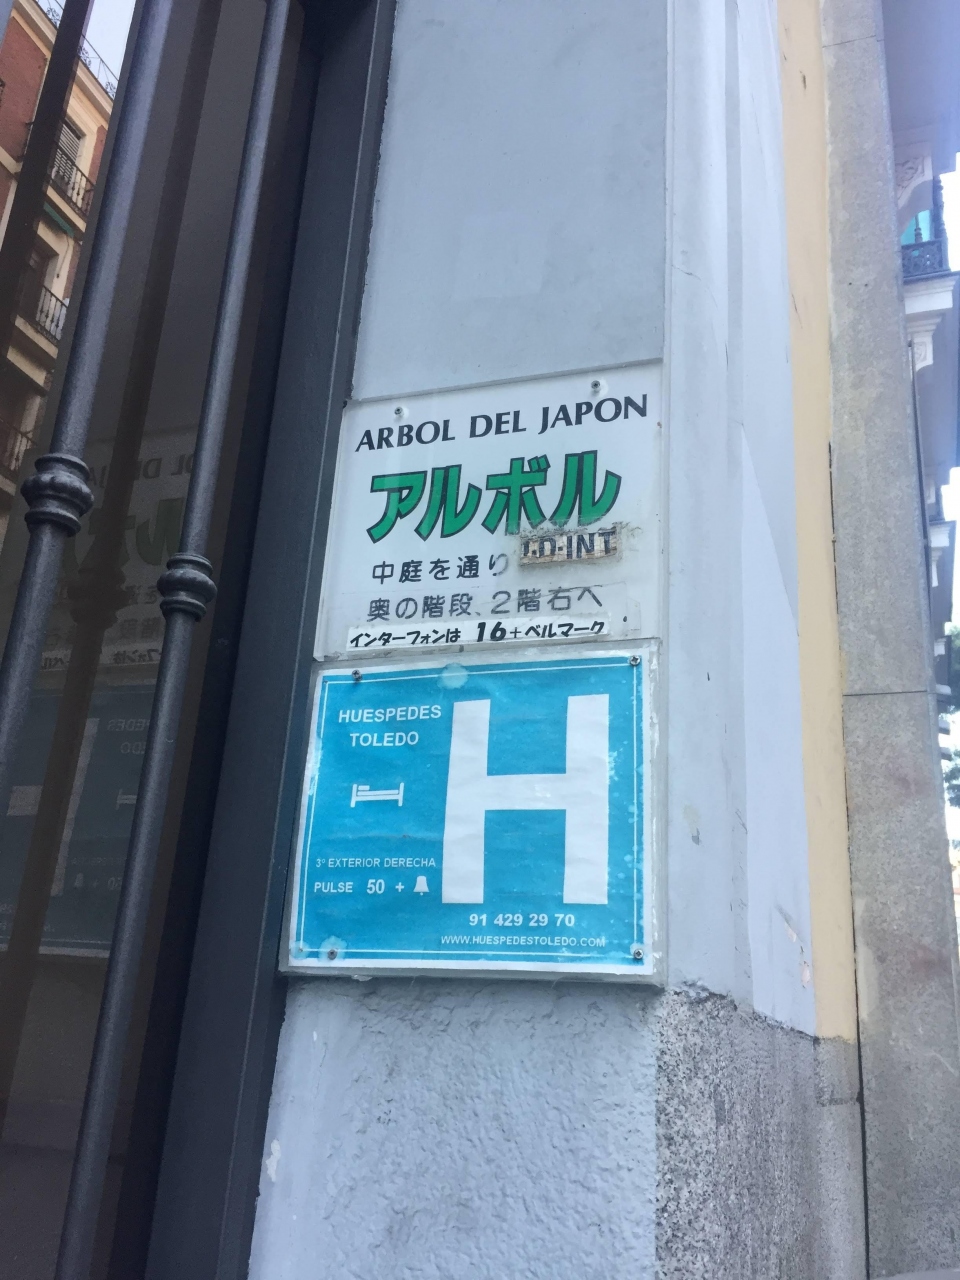 ARBOL DEL JAPON
アルボル
中庭を通り
奥の階段、2階右へ
インターフォンは 16+ベルマーク
HUESPEDES
TOLEDO
H
3º EXTERIOR DERECHA
PULSE 50 +
91 429 29 70
WWW.HUESPEDESTOLEDO.COM